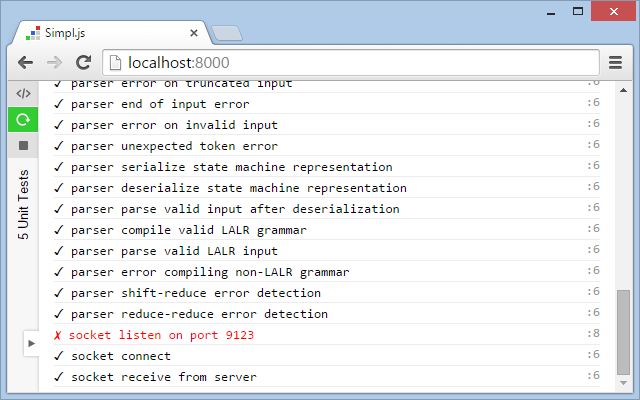 Simpl.js
localhost:8000
5 Unit Tests
✓ parser error on truncated input :6
✓ parser end of input error :6
✓ parser error on invalid input :6
✓ parser unexpected token error :6
✓ parser serialize state machine representation :6
✓ parser deserialize state machine representation :6
✓ parser parse valid input after deserialization :6
✓ parser compile valid LALR grammar :6
✓ parser parse valid LALR input :6
✓ parser error compiling non-LALR grammar :6
✓ parser shift-reduce error detection :6
✓ parser reduce-reduce error detection :6
✗ socket listen on port 9123 :8
✓ socket connect :6
✓ socket receive from server :6